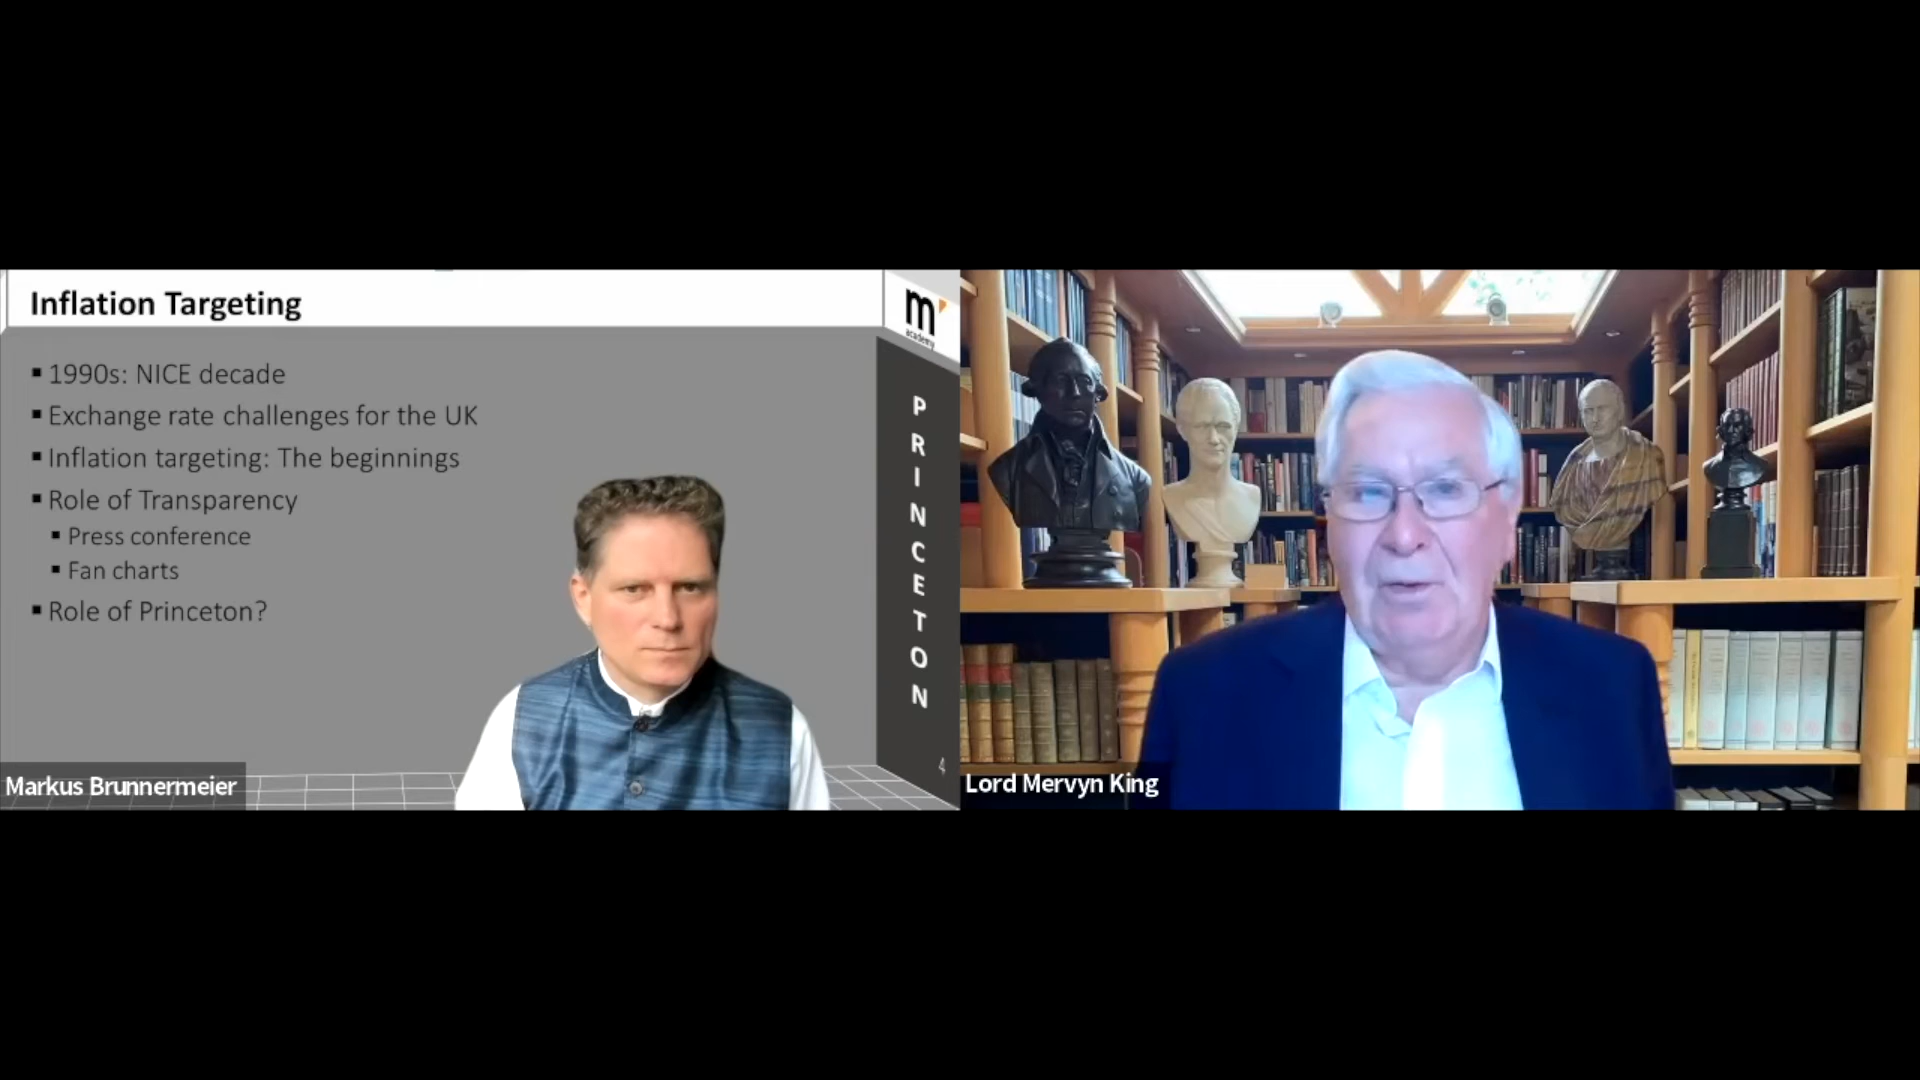 Inflation Targeting
m
academy
▪ 1990s: NICE decade
▪ Exchange rate challenges for the UK
▪ Inflation targeting: The beginnings
▪ Role of Transparency
▪ Press conference
▪ Fan charts
▪ Role of Princeton?
PRINCETON
4
Markus Brunnermeier
Lord Mervyn King